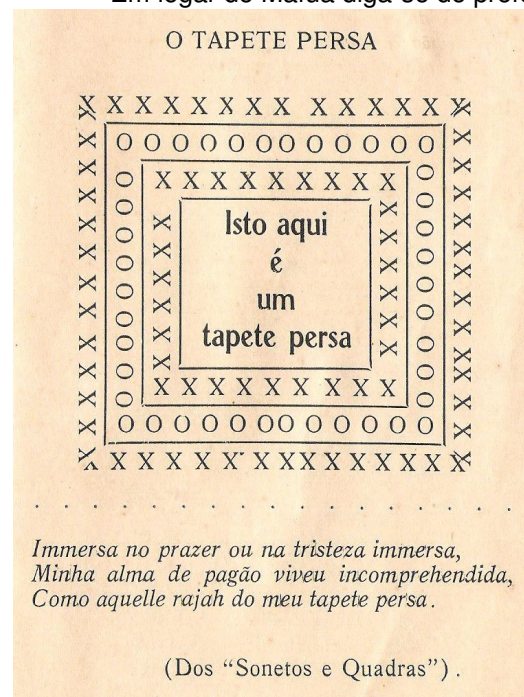 O TAPETE PERSA
X X X X X X X X X X X X X X
O O O O O O O O O O O O O
X X X X X X X X X
Isto aqui
é
um
tapete persa
X X X X X X X X X
O O O O O O O O O O O O O
X X X X X X X X X X X X X X
Immersa no prazer ou na tristeza immersa,
Minha alma de pagão viveu incomprehendida,
Como aquelle rajah do meu tapete persa.
(Dos “Sonetos e Quadras”).